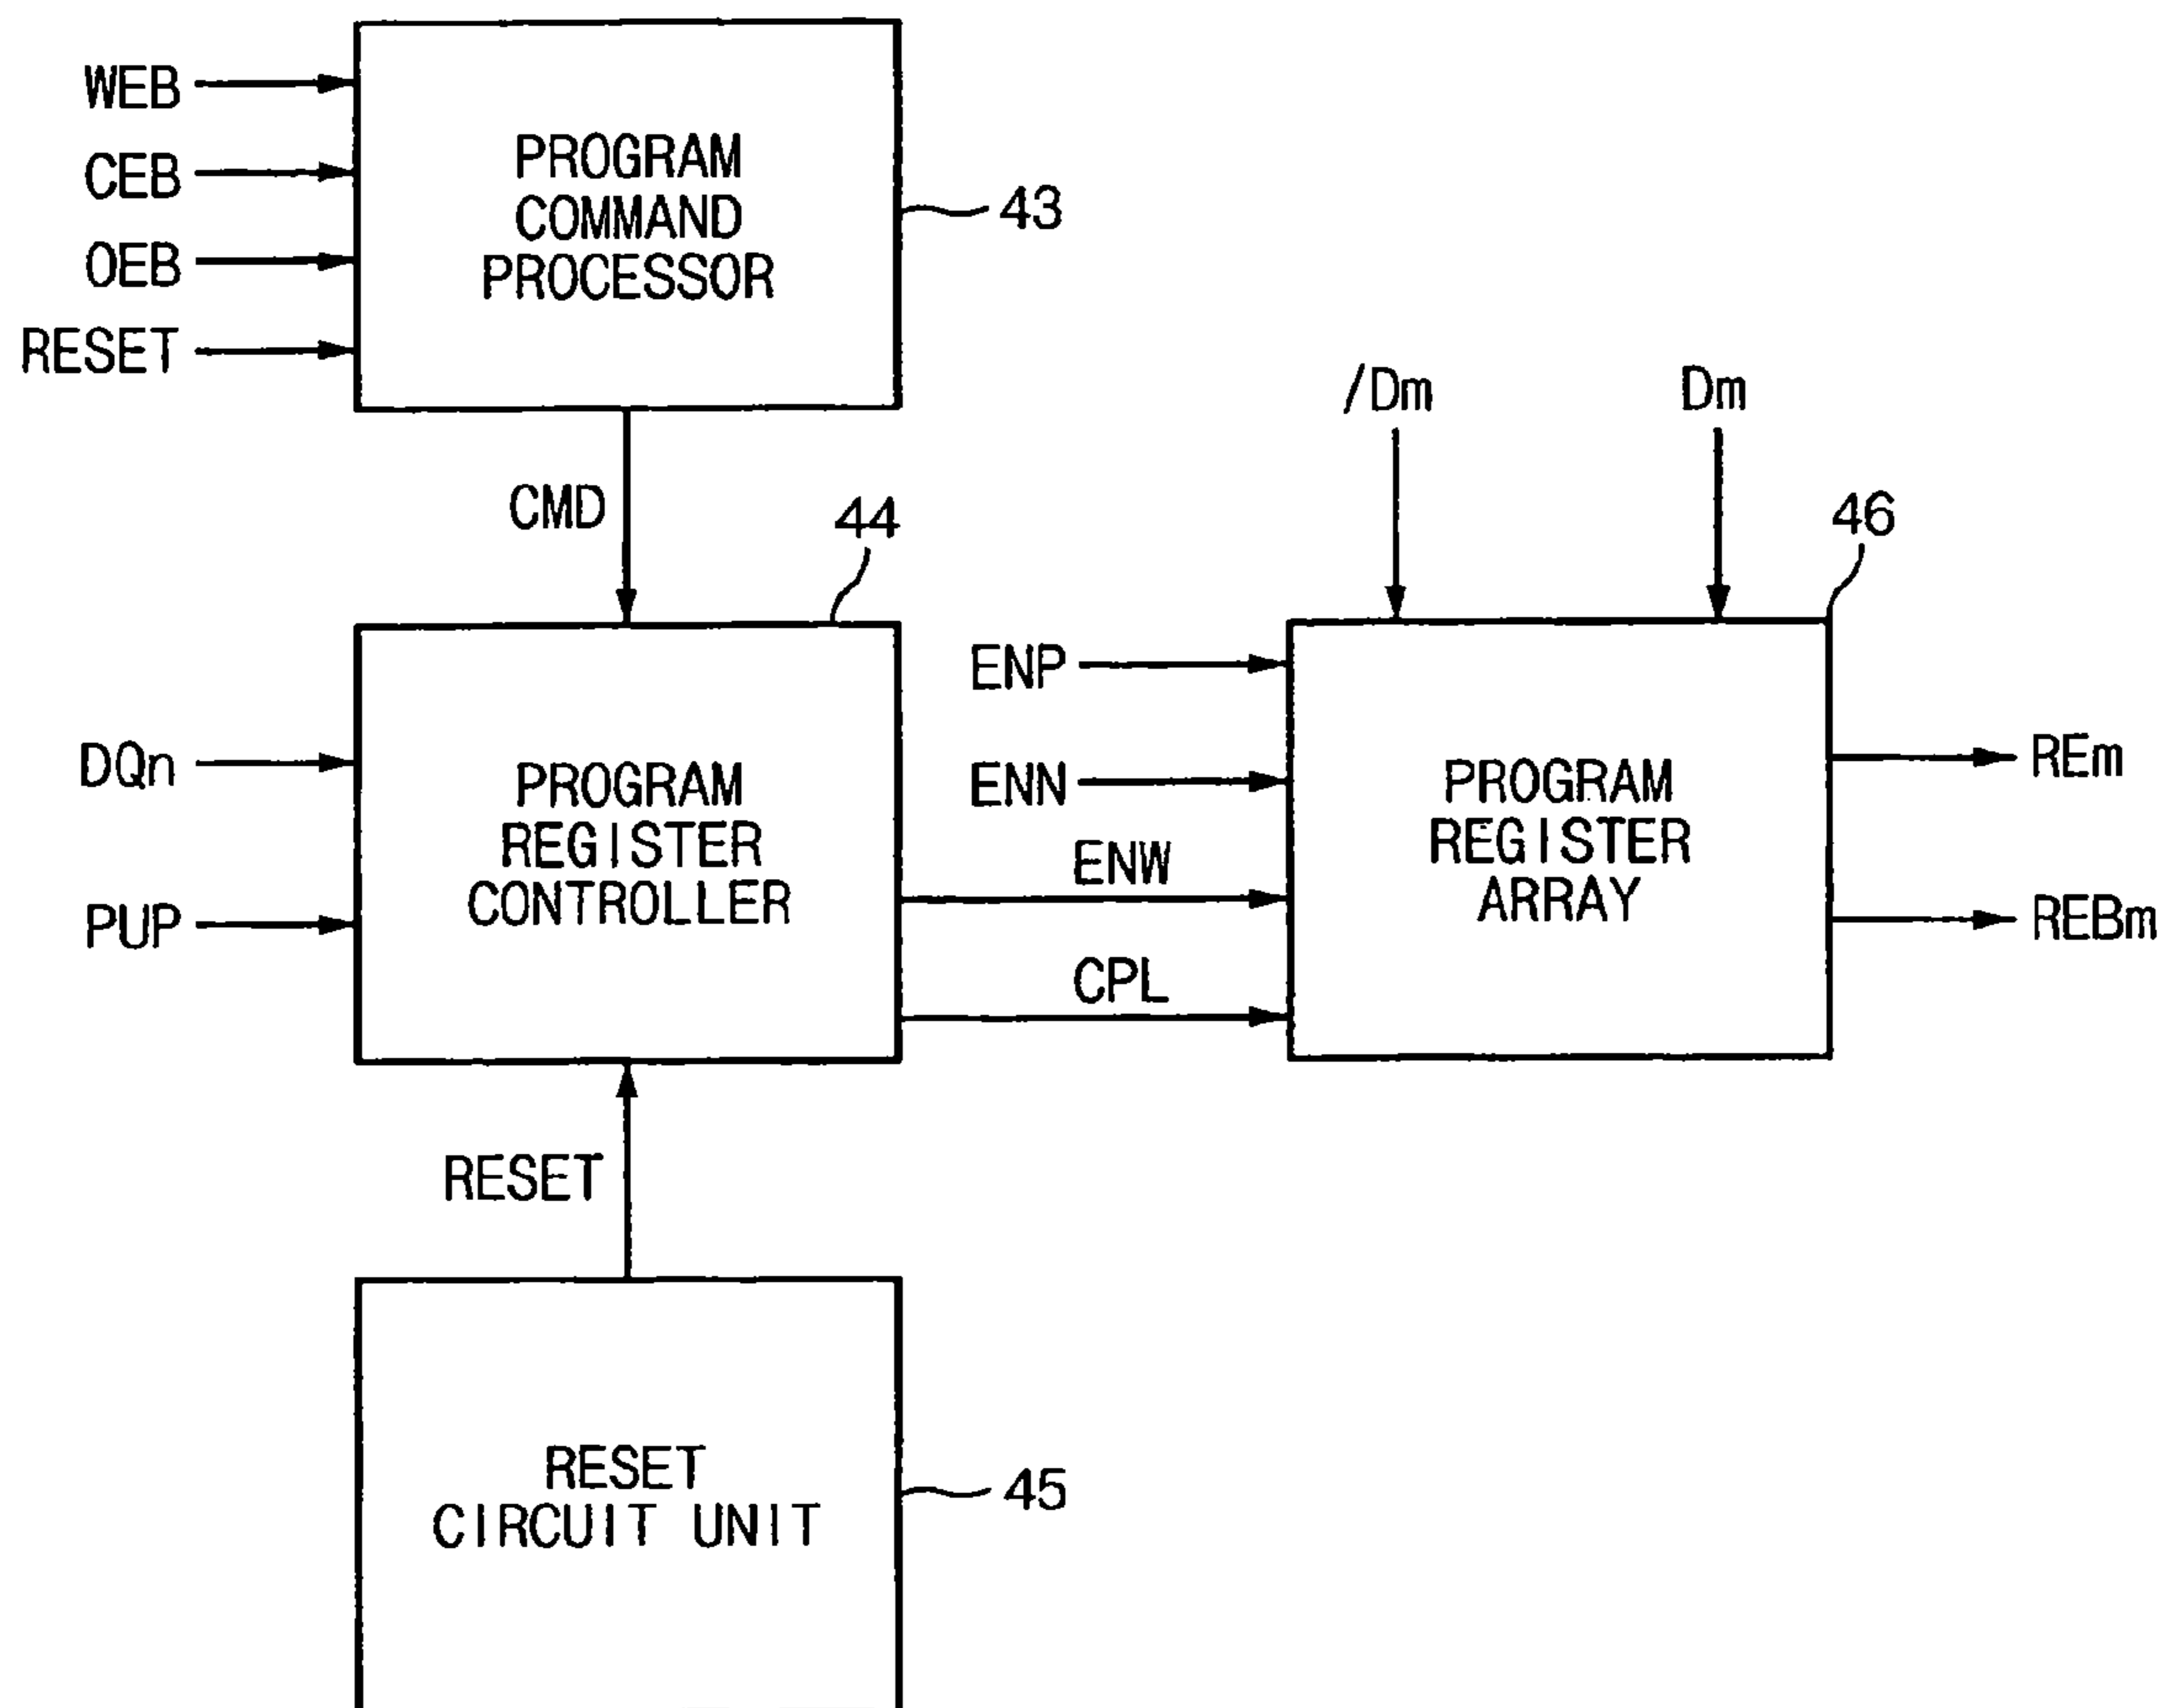 WEB
CEB
OEB
RESET
PROGRAM
COMMAND
PROCESSOR
43
CMD
44
/Dm
Dm
46
DQn
PUP
PROGRAM
REGISTER
CONTROLLER
ENP
ENN
ENW
CPL
PROGRAM
REGISTER
ARRAY
REm
REBm
RESET
RESET
CIRCUIT UNIT
45